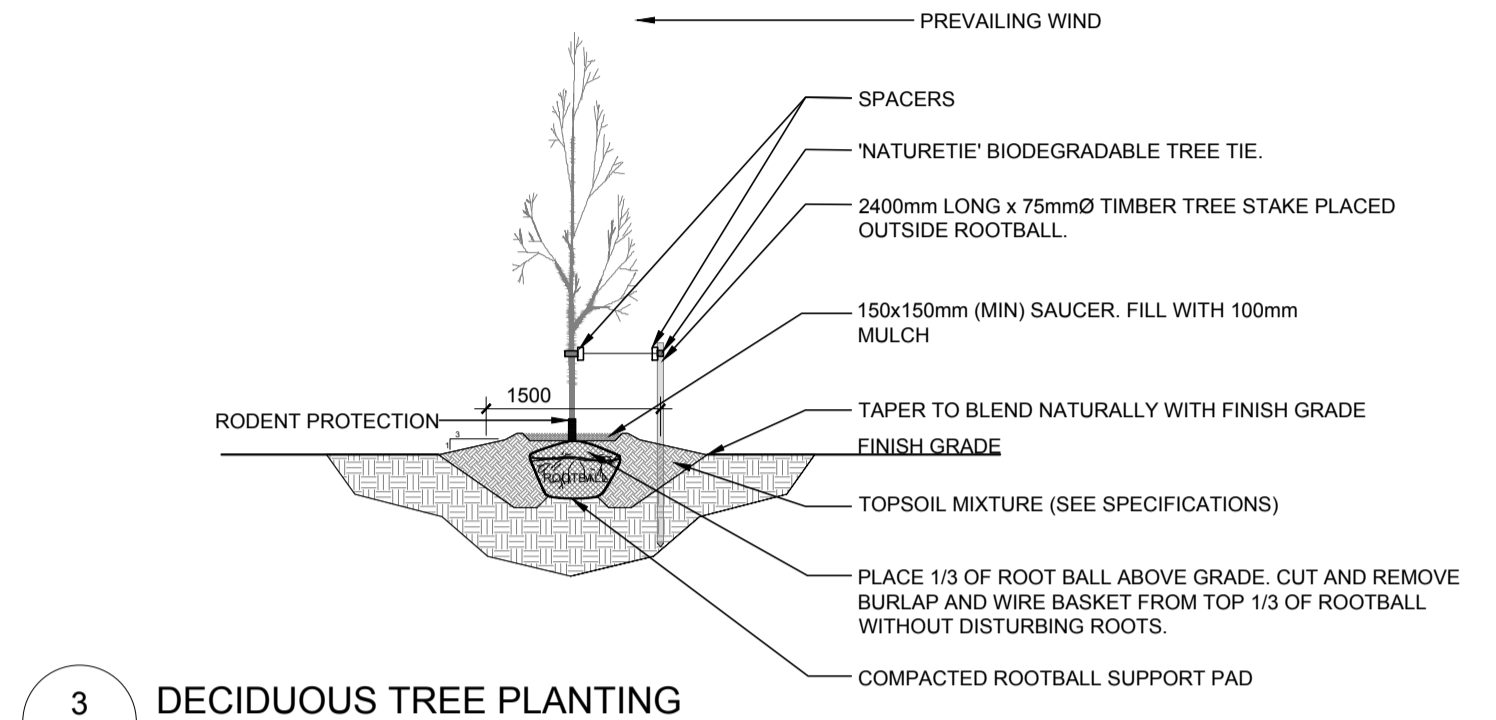 PREVAILING WIND
SPACERS
'NATURETIE' BIODEGRADABLE TREE TIE.
2400mm LONG x 75mmØ TIMBER TREE STAKE PLACED
OUTSIDE ROOTBALL.
150x150mm (MIN) SAUCER. FILL WITH 100mm
MULCH
1500
RODENT PROTECTION
3
1
TAPER TO BLEND NATURALLY WITH FINISH GRADE
FINISH GRADE
ROOTBALL
TOPSOIL MIXTURE (SEE SPECIFICATIONS)
PLACE 1/3 OF ROOT BALL ABOVE GRADE. CUT AND REMOVE
BURLAP AND WIRE BASKET FROM TOP 1/3 OF ROOTBALL
WITHOUT DISTURBING ROOTS.
COMPACTED ROOTBALL SUPPORT PAD
3
DECIDUOUS TREE PLANTING